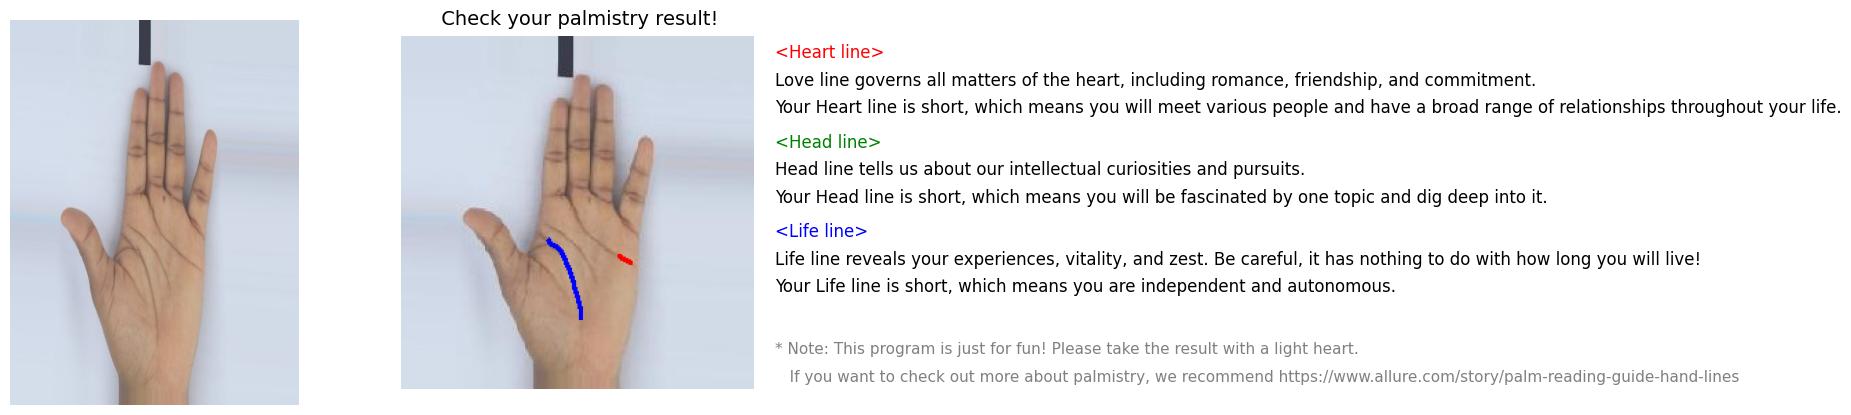 Check your palmistry result!
<Heart line>
Love line governs all matters of the heart, including romance, friendship, and commitment.
Your Heart line is short, which means you will meet various people and have a broad range of relationships throughout your life.
<Head line>
Head line tells us about our intellectual curiosities and pursuits.
Your Head line is short, which means you will be fascinated by one topic and dig deep into it.
<Life line>
Life line reveals your experiences, vitality, and zest. Be careful, it has nothing to do with how long you will live!
Your Life line is short, which means you are independent and autonomous.
* Note: This program is just for fun! Please take the result with a light heart.
If you want to check out more about palmistry, we recommend https://www.allure.com/story/palm-reading-guide-hand-lines